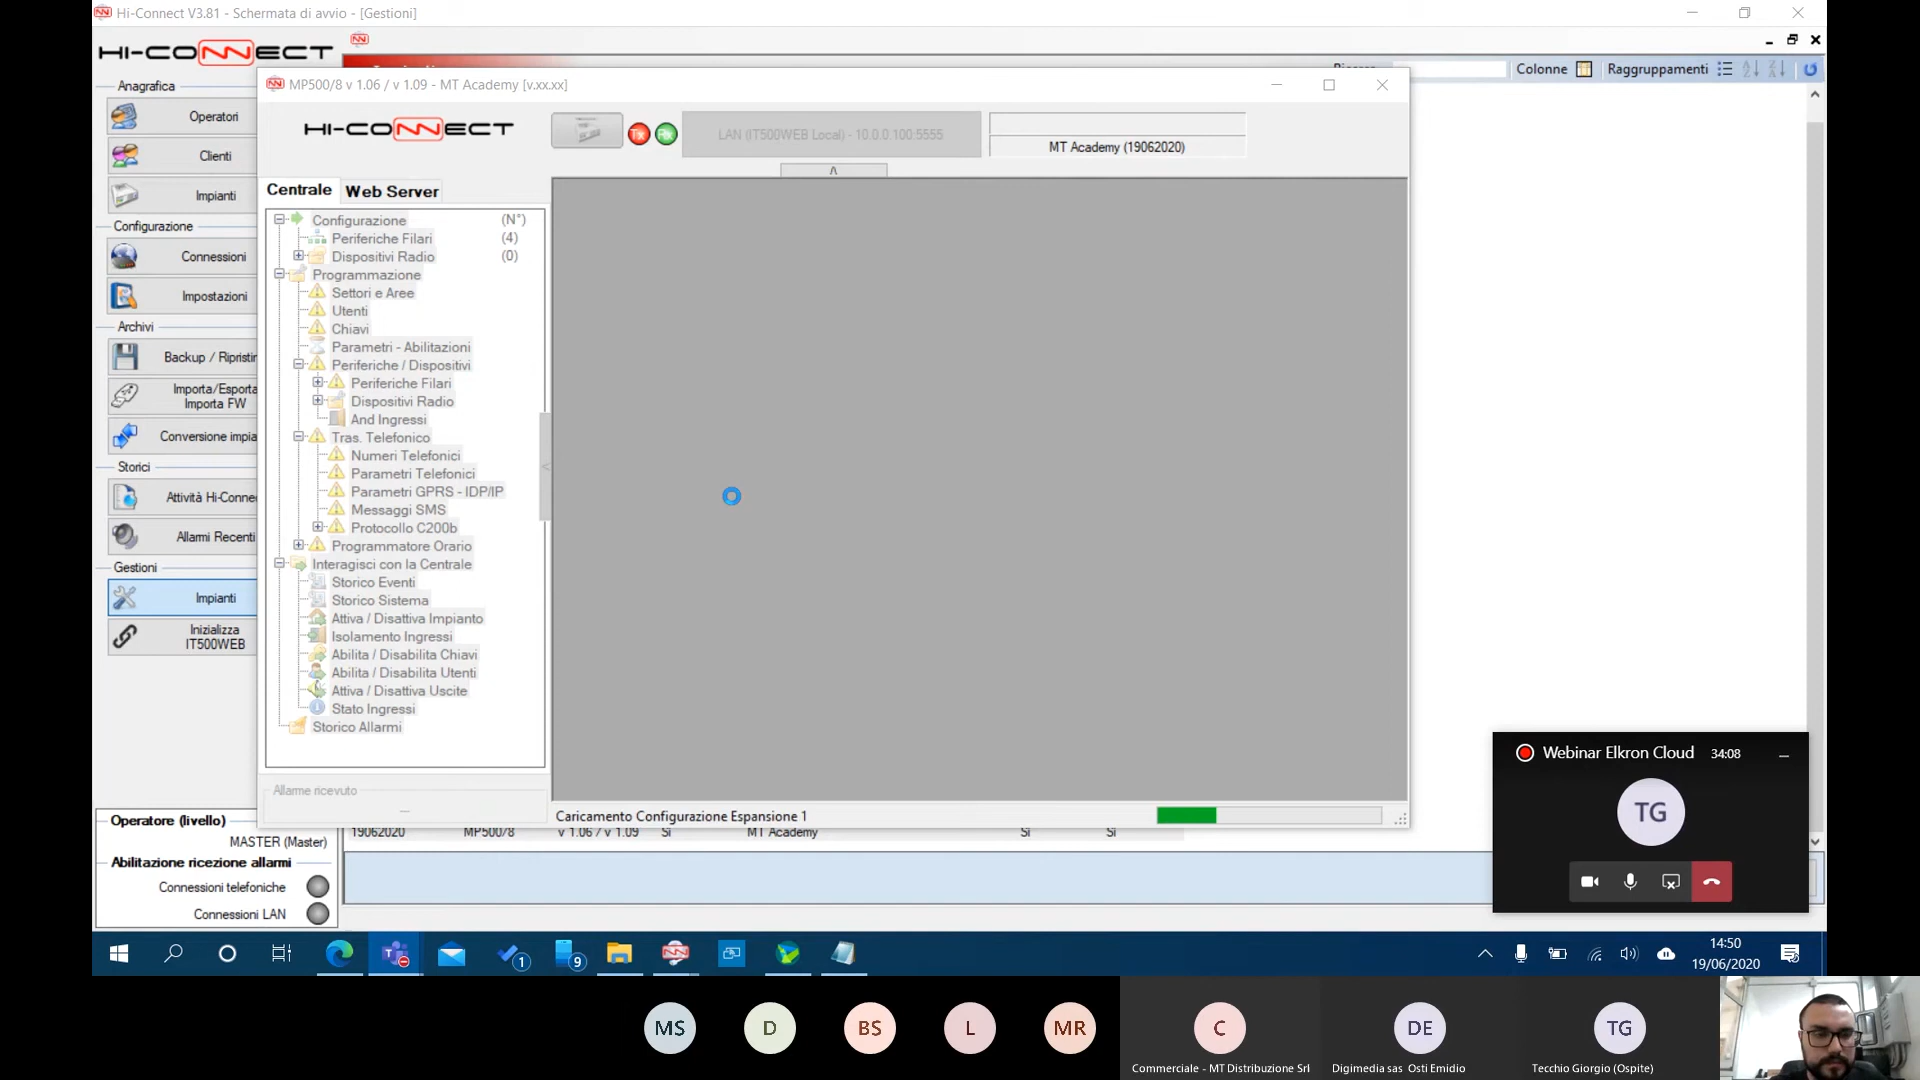 Hi-Connect V3.81 - Schermata di avvio - [Gestioni]
HI-CONNECT
Anagrafica
Operatori
Clienti
Impianti
Configurazione
Connessioni
Impostazioni
Archivi
Backup / Ripristin
Importa/Esporta
Importa FW
Conversione impia
Storici
Attività Hi-Conne
Allarmi Recenti
Gestioni
Impianti
Inizializza
IT500WEB
Operatore (livello)
MASTER (Master)
Abilitazione ricezione allarmi
Connessioni telefoniche
Connessioni LAN
Colonne
Raggruppamenti
MP500/8 v 1.06 / v 1.09 - MT Academy [v.xx.xx]
HI-CONNECT
Tx
Rx
LAN (IT500WEB Local) - 10.0.0.100:5555
MT Academy (19062020)
Centrale
Web Server
Configurazione (N°)
Periferiche Filari (4)
Dispositivi Radio (0)
Programmazione
Settori e Aree
Utenti
Chiavi
Parametri - Abilitazioni
Periferiche / Dispositivi
Periferiche Filari
Dispositivi Radio
And Ingressi
Tras. Telefonico
Numeri Telefonici
Parametri Telefonici
Parametri GPRS - IDP/IP
Messaggi SMS
Protocollo C200b
Programmatore Orario
Interagisci con la Centrale
Storico Eventi
Storico Sistema
Attiva / Disattiva Impianto
Isolamento Ingressi
Abilita / Disabilita Chiavi
Abilita / Disabilita Utenti
Attiva / Disattiva Uscite
Stato Ingressi
Storico Allarmi
Allarme ricevuto
Caricamento Configurazione Espansione 1
19062020 MP500/8 v 1.06 / v 1.09 Si MT Academy Si Si
Webinar Elkron Cloud 34:08
TG
1
9
14:50
19/06/2020
MS
D
BS
L
MR
C
DE
TG
Commerciale - MT Distribuzione Srl
Digimedia sas Osti Emidio
Tecchio Giorgio (Ospite)